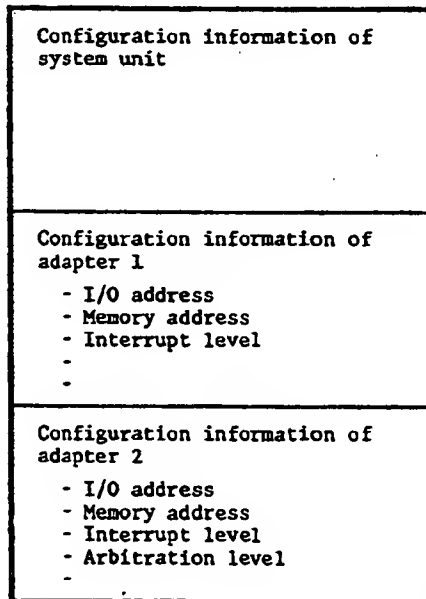 Configuration information of
system unit
Configuration information of
adapter 1
- I/O address
- Memory address
- Interrupt level
-
-
Configuration information of
adapter 2
- I/O address
- Memory address
- Interrupt level
- Arbitration level
-